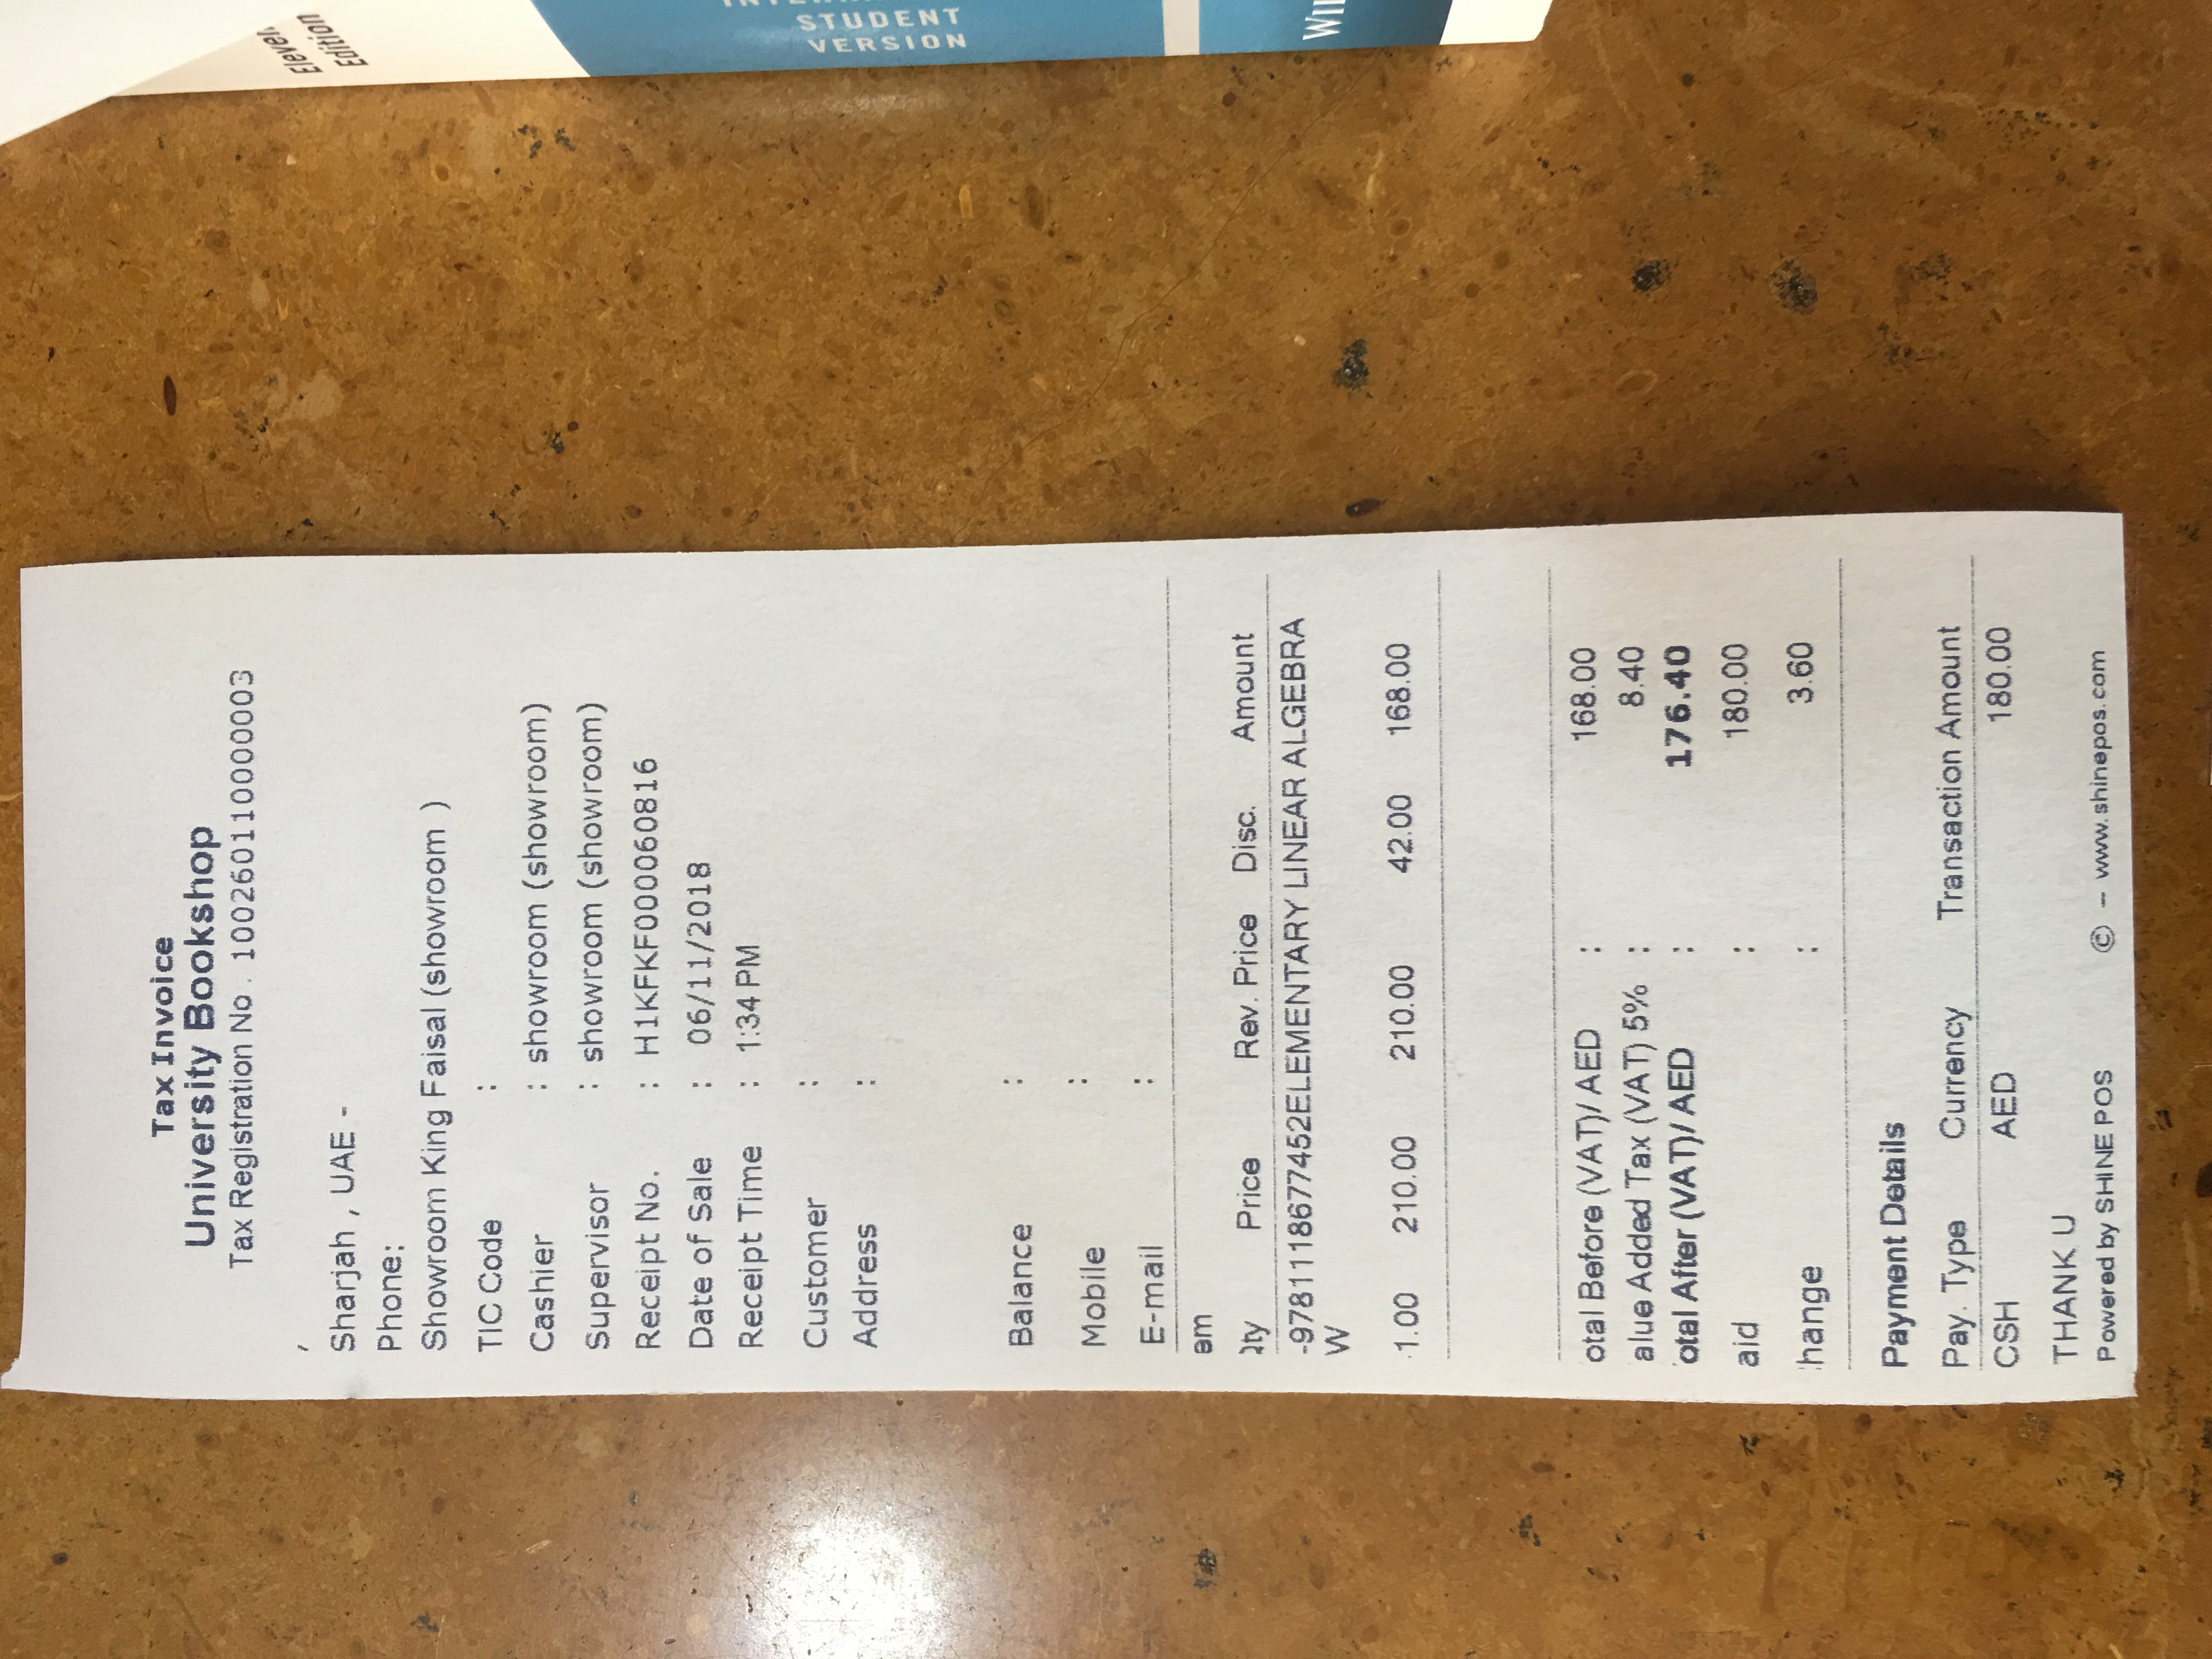 Edition
STUDENT
VERSION
Tax Invoice
University Bookshop
Tax Registration No . 100260110000003
,
Sharjah , UAE -
Phone:
Showroom King Faisal (showroom )
TIC Code :
Cashier : showroom (showroom)
Supervisor : showroom (showroom)
Receipt No. : H1KFKF000060816
Date of Sale : 06/11/2018
Receipt Time : 1:34 PM
Customer :
Address :
Balance :
Mobile :
E-mail :
em
ty Price Rev. Price Disc. Amount
-9781118677452ELEMENTARY LINEAR ALGEBRA
W
1.00 210.00 210.00 42.00 168.00
otal Before (VAT)/ AED : 168.00
alue Added Tax (VAT) 5% : 8.40
otal After (VAT)/ AED : 176.40
aid : 180.00
hange : 3.60
Payment Details
Pay. Type Currency Transaction Amount
CSH AED 180.00
THANK U
Powered by SHINE POS © - www.shinepos.com